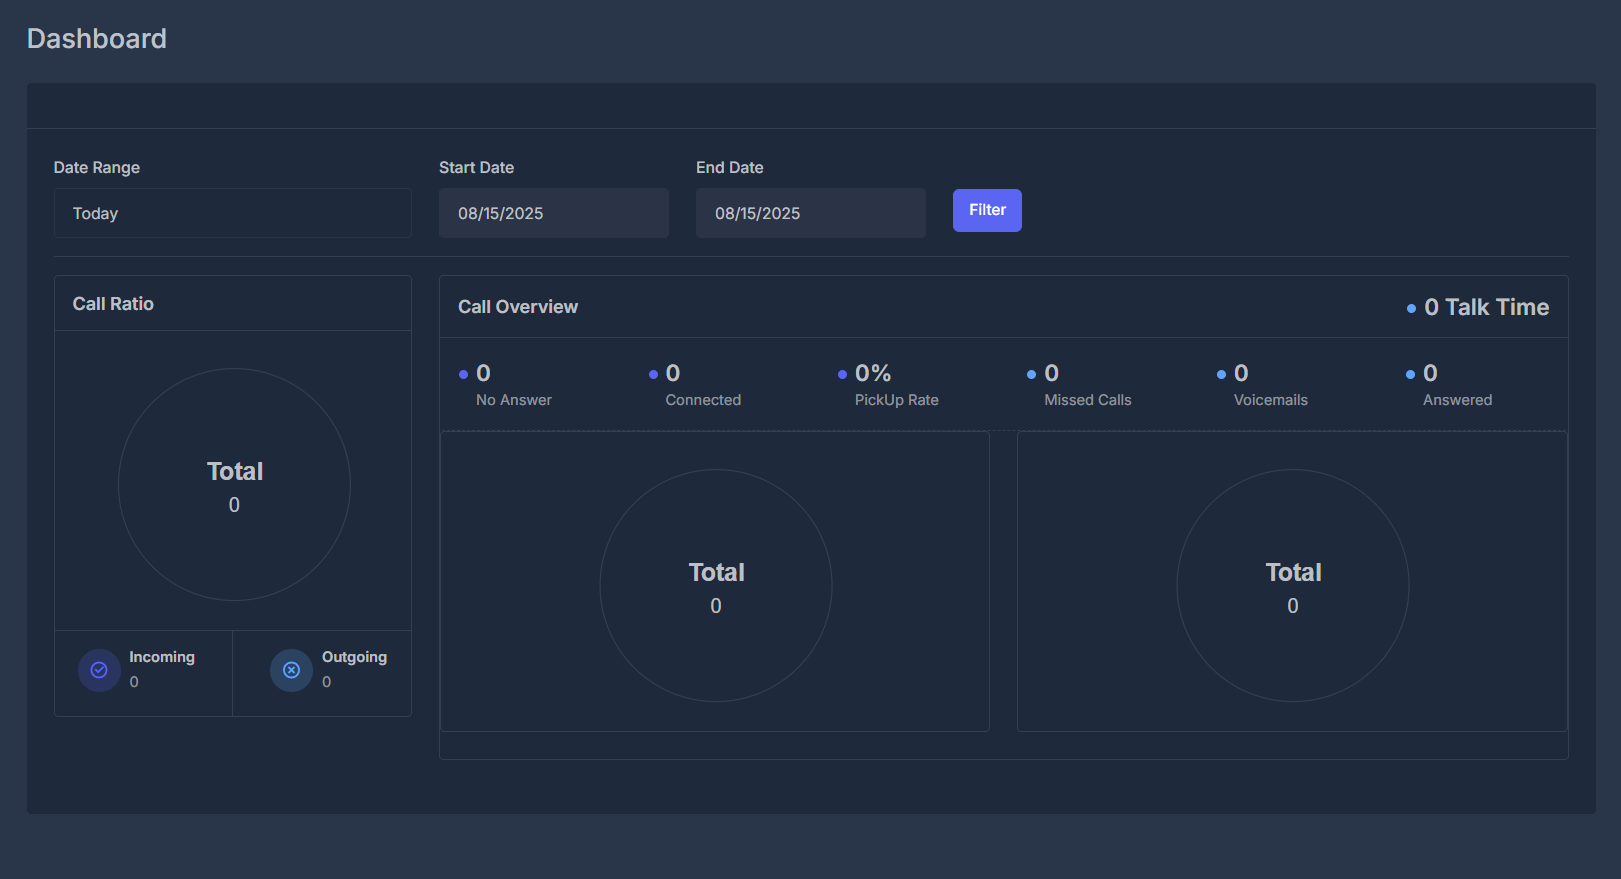 Dashboard
Date Range
Start Date
End Date
Today
08/15/2025
08/15/2025
Filter
Call Ratio
Total
0
Incoming
0
Outgoing
0
Call Overview
0 Talk Time
0
No Answer
0
Connected
0%
PickUp Rate
0
Missed Calls
0
Voicemails
0
Answered
Total
0
Total
0